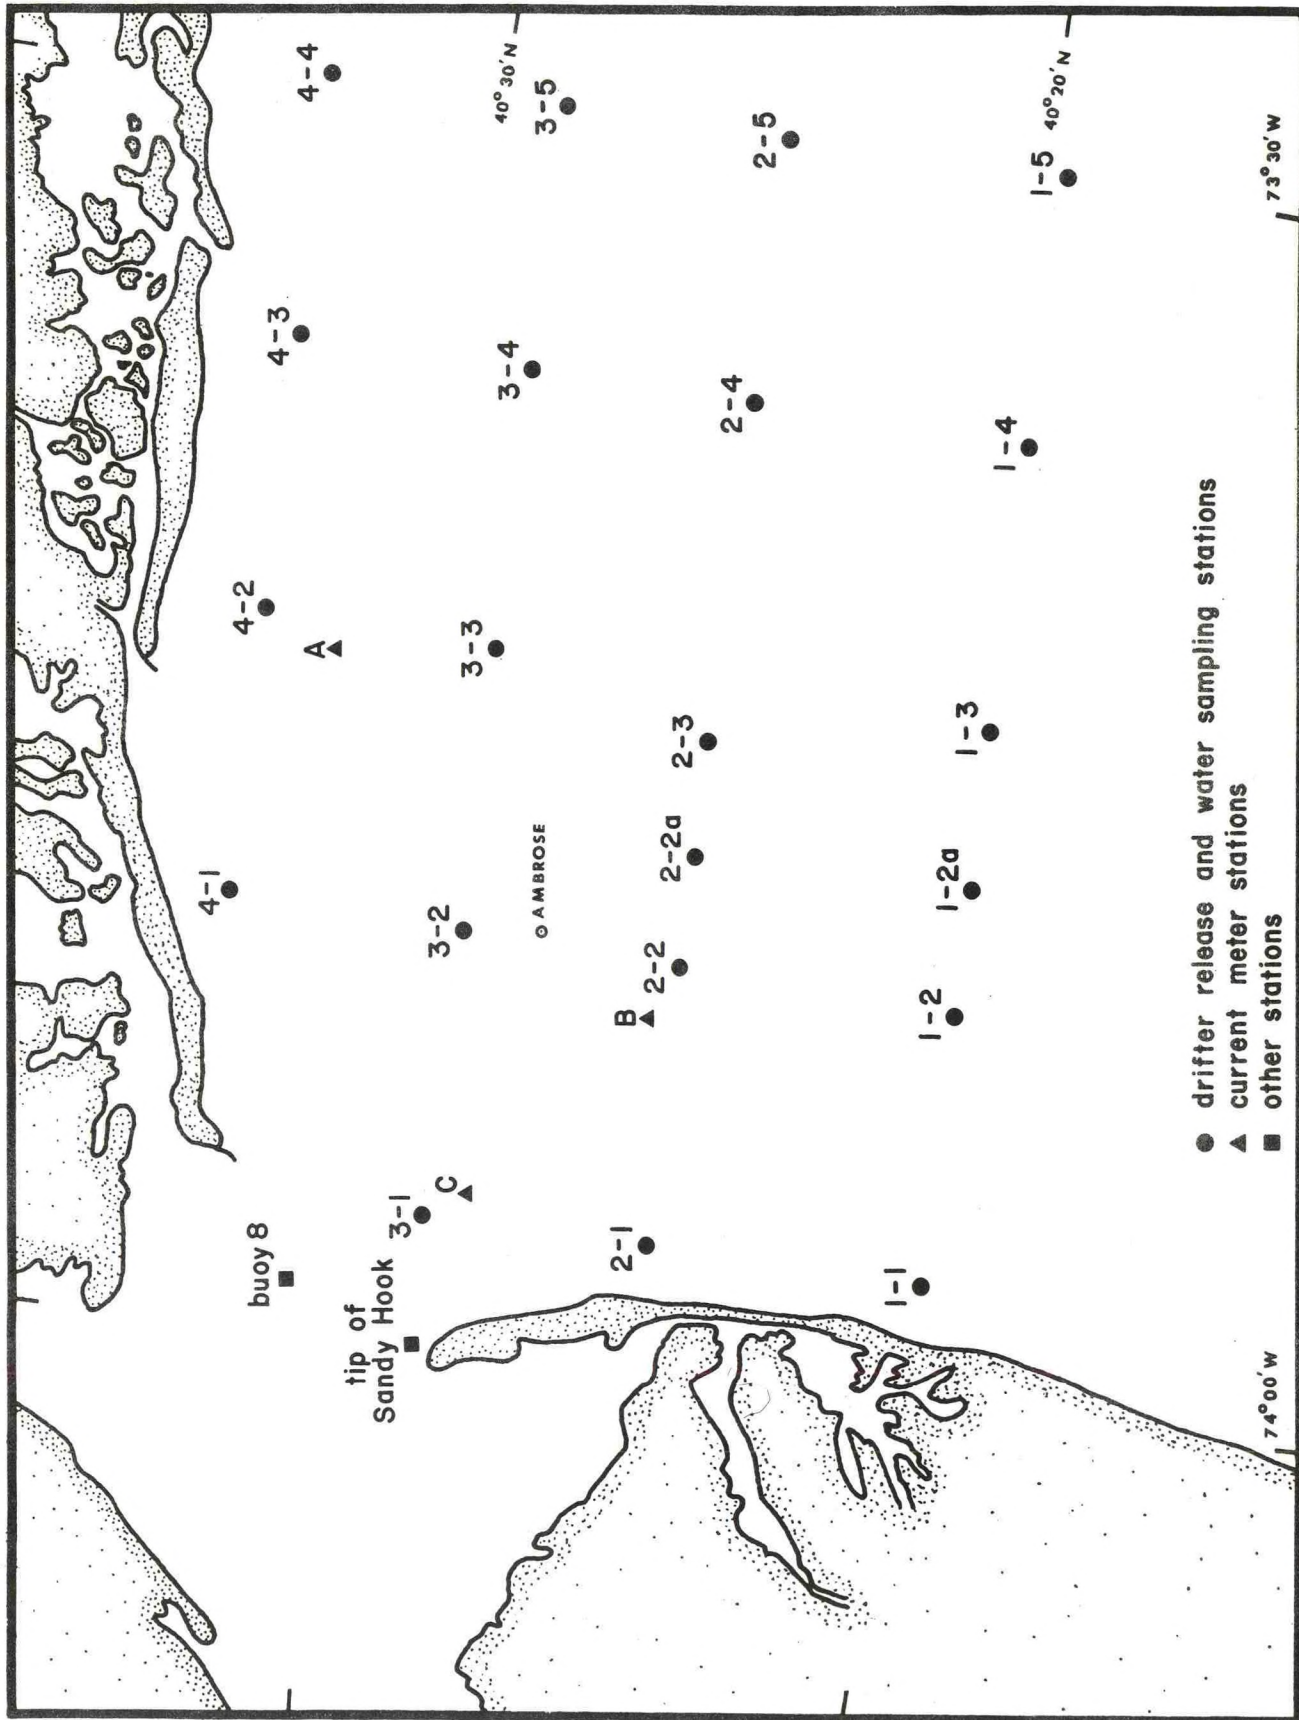 4-4
40° 30' N
3-5
2-5
40° 20' N
1-5
73° 30' W
4-3
3-4
2-4
1-4
4-2
A
3-3
2-3
1-3
4-1
3-2
AMBROSE
2-2a
1-2a
2-2
B
1-2
buoy 8
3-1
C
2-1
1-1
tip of
Sandy Hook
74° 00' W
drifter release and water sampling stations
current meter stations
other stations